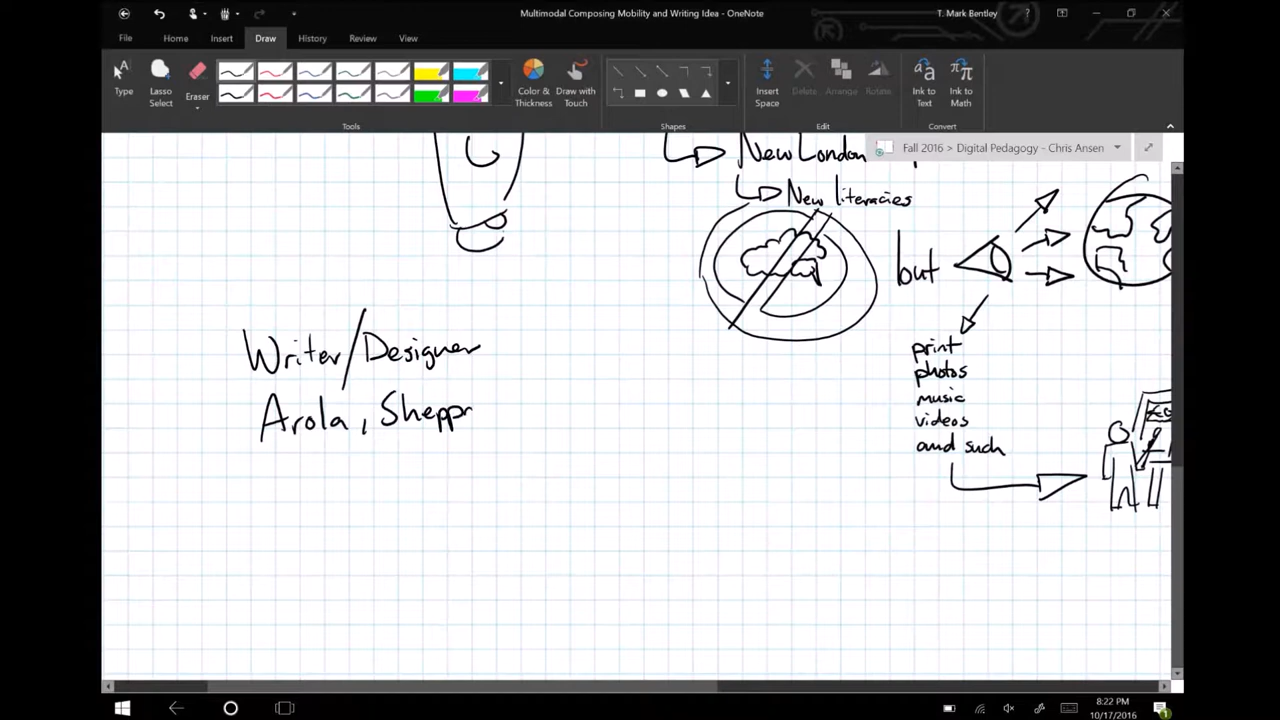 Multimodal Composing Mobility and Writing Idea - OneNote
T. Mark Bentley
?
File
Home
Insert
Draw
History
Review
View
Type
Lasso Select
Eraser
Color & Thickness
Draw with Touch
Insert Space
Delete
Arrange
Rotate
Ink to Text
Ink to Math
Tools
Shapes
Edit
Convert
Fall 2016 > Digital Pedagogy - Chris Ansen
New London
New literacies
but
Writer/Designer
Arola, Sheppr
print
photos
music
videos
and such
8:22 PM
10/17/2016